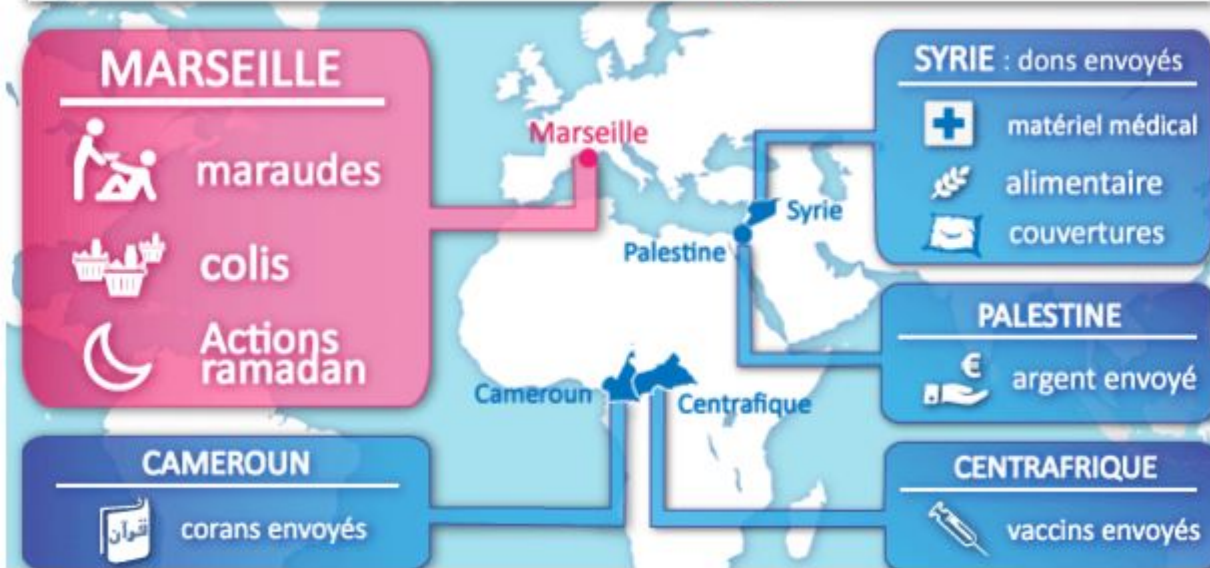 MARSEILLE
maraudes
colis
Actions
ramadan
Marseille
Syrie
Palestine
Cameroun
Centrafique
SYRIE : dons envoyés
matériel médical
alimentaire
couvertures
PALESTINE
€
argent envoyé
CAMEROUN
قرآن
corans envoyés
CENTRAFRIQUE
vaccins envoyés